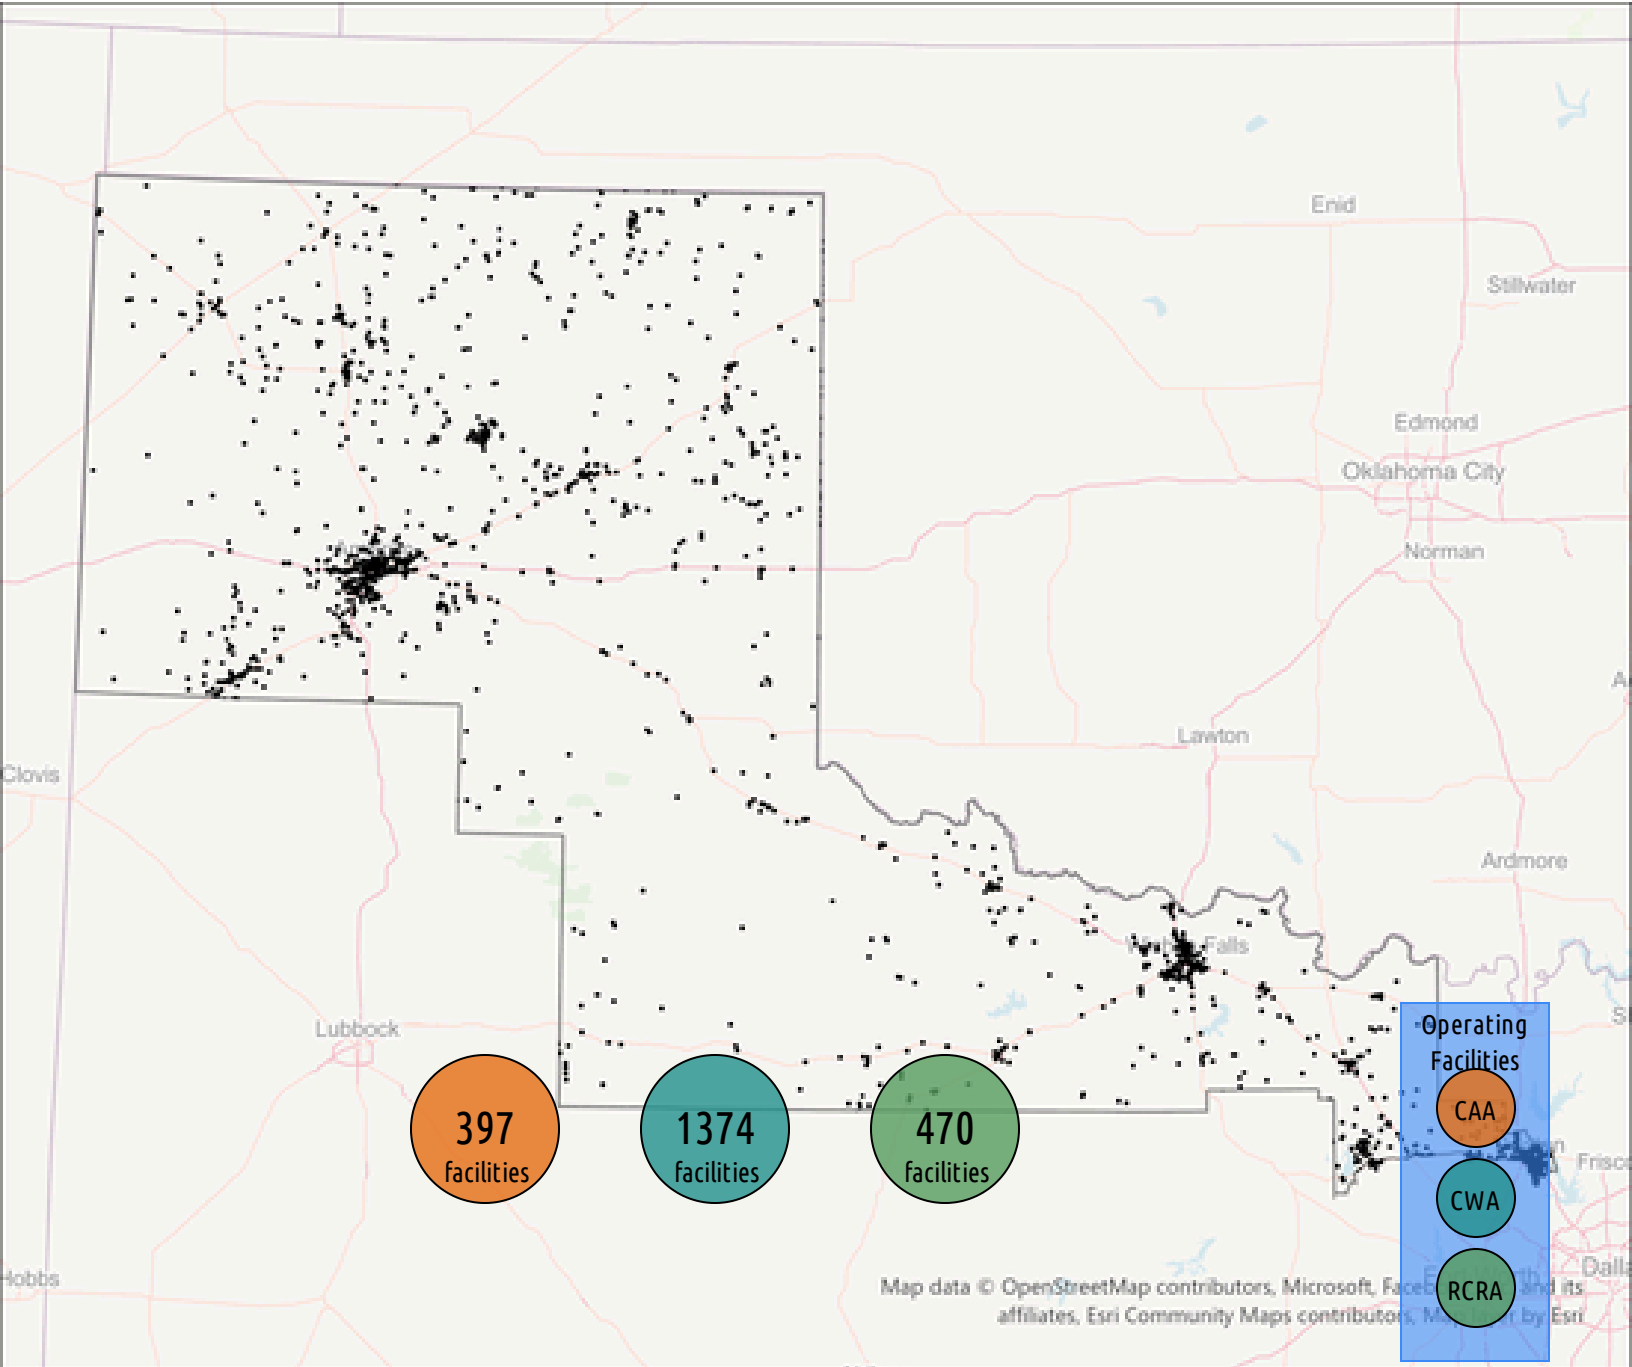 Enid
Stillwater
Edmond
Oklahoma City
Norman
Lawton
Clovis
Ardmore
Falls
Lubbock
Operating
Facilities
397
facilities
1374
facilities
470
facilities
CAA
Frisco
CWA
RCRA
Hobbs
Map data © OpenStreetMap contributors, Microsoft, and its
affiliates, Esri Community Maps contributors, by Esri